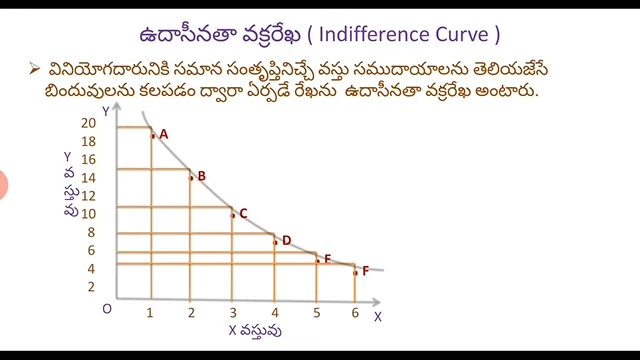 ఉదాసీనతా వక్రరేఖ ( Indifference Curve )
➢ వినియోగదారునికి సమాన సంతృప్తినిచ్చే వస్తు సముదాయాలను తెలియజేసే
బిందువులను కలపడం ద్వారా ఏర్పడే రేఖను ఉదాసీనతా వక్రరేఖ అంటారు.
Y
20
18
16
14
12
10
8
6
4
2
Y వస్తువు
A
B
C
D
E
F
O
1 2 3 4 5 6 X
X వస్తువు